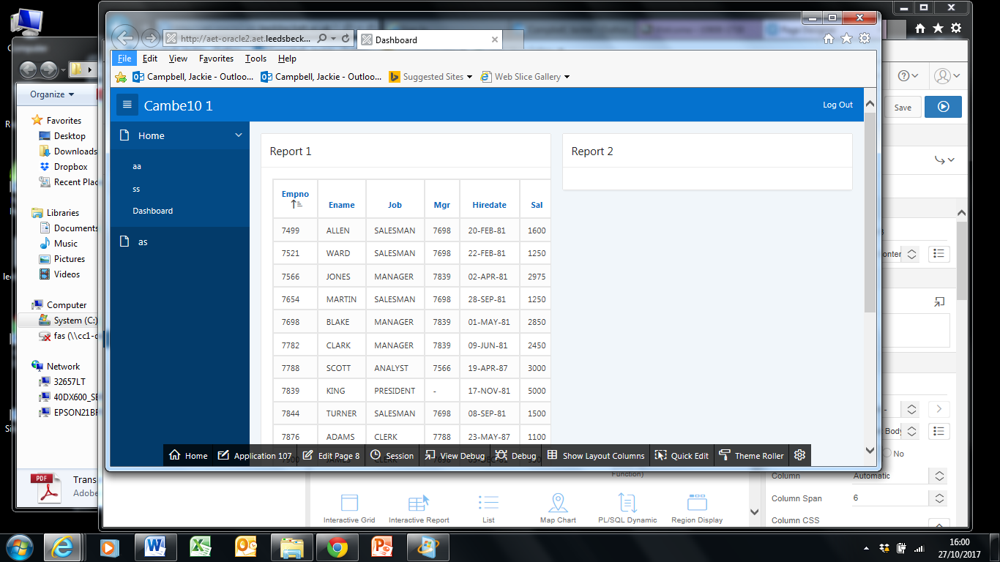 http://aet-oracle2.aet.leedsbeck...
Dashboard
File Edit View Favorites Tools Help
Campbell, Jackie - Outloo... Campbell, Jackie - Outloo... Suggested Sites Web Slice Gallery
Cambe10 1
Log Out
Home
aa
ss
Dashboard
as
Report 1
Report 2
Empno Ename Job Mgr Hiredate Sal
7499 ALLEN SALESMAN 7698 20-FEB-81 1600
7521 WARD SALESMAN 7698 22-FEB-81 1250
7566 JONES MANAGER 7839 02-APR-81 2975
7654 MARTIN SALESMAN 7698 28-SEP-81 1250
7698 BLAKE MANAGER 7839 01-MAY-81 2850
7782 CLARK MANAGER 7839 09-JUN-81 2450
7788 SCOTT ANALYST 7566 19-APR-87 3000
7839 KING PRESIDENT - 17-NOV-81 5000
7844 TURNER SALESMAN 7698 08-SEP-81 1500
7876 ADAMS CLERK 7788 23-MAY-87 1100
Home Application 107 Edit Page 8 Session View Debug Debug Show Layout Columns Quick Edit Theme Roller
Organize
Favorites
Desktop
Downloads
Dropbox
Recent Plac
Libraries
Documents
Music
Pictures
Videos
Computer
System (C:)
fas (\\cc1-c
Network
32657LT
40DX600_SE
EPSON21BF
PDF
Trans
Adobe
Save
onter
Body
No
Column Automatic
Column Span 6
Column CSS
Function)
Interactive Grid Interactive Report List Map Chart PL/SQL Dynamic Region Display
16:00
27/10/2017